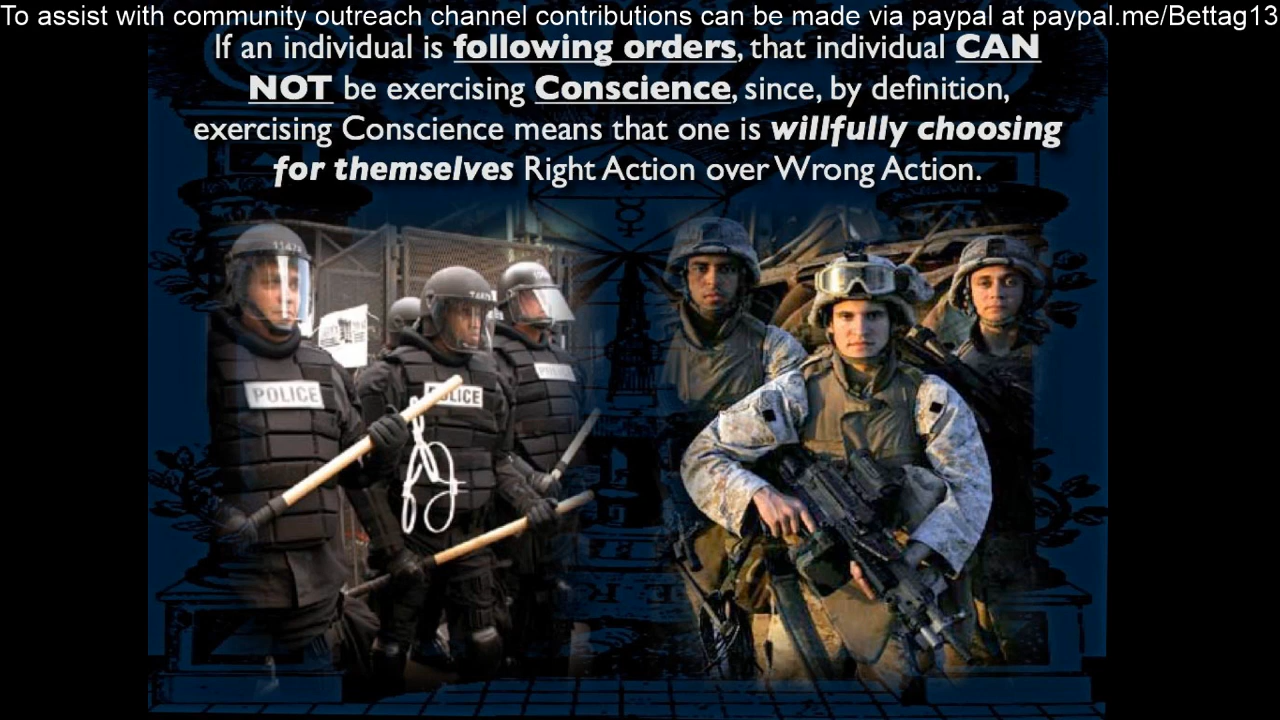 To assist with community outreach channel contributions can be made via paypal at paypal.me/Bettag13
If an individual is following orders, that individual CAN
NOT be exercising Conscience, since, by definition,
exercising Conscience means that one is willfully choosing
for themselves Right Action over Wrong Action.
POLICE
POLICE